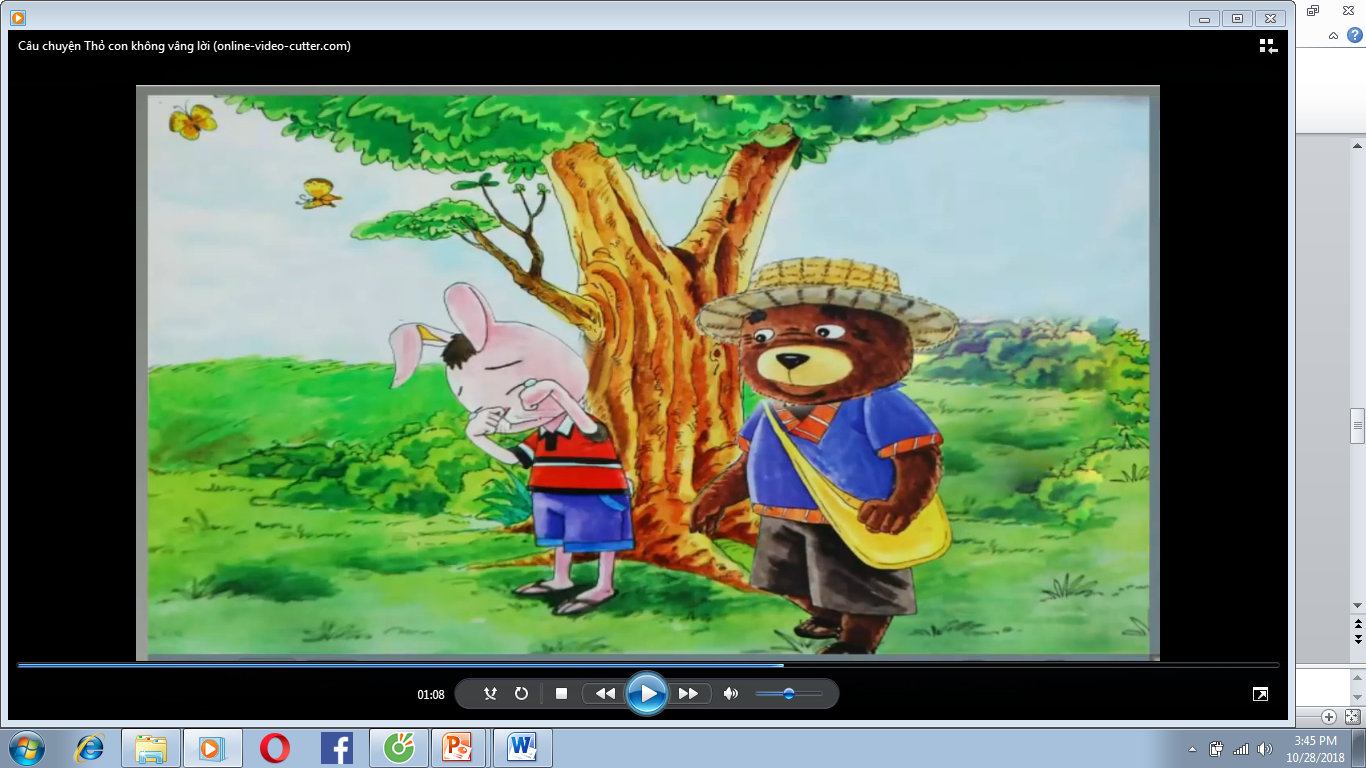 Câu chuyện Thỏ con không vâng lời (online-video-cutter.com)
01:08
3:45 PM
10/28/2018